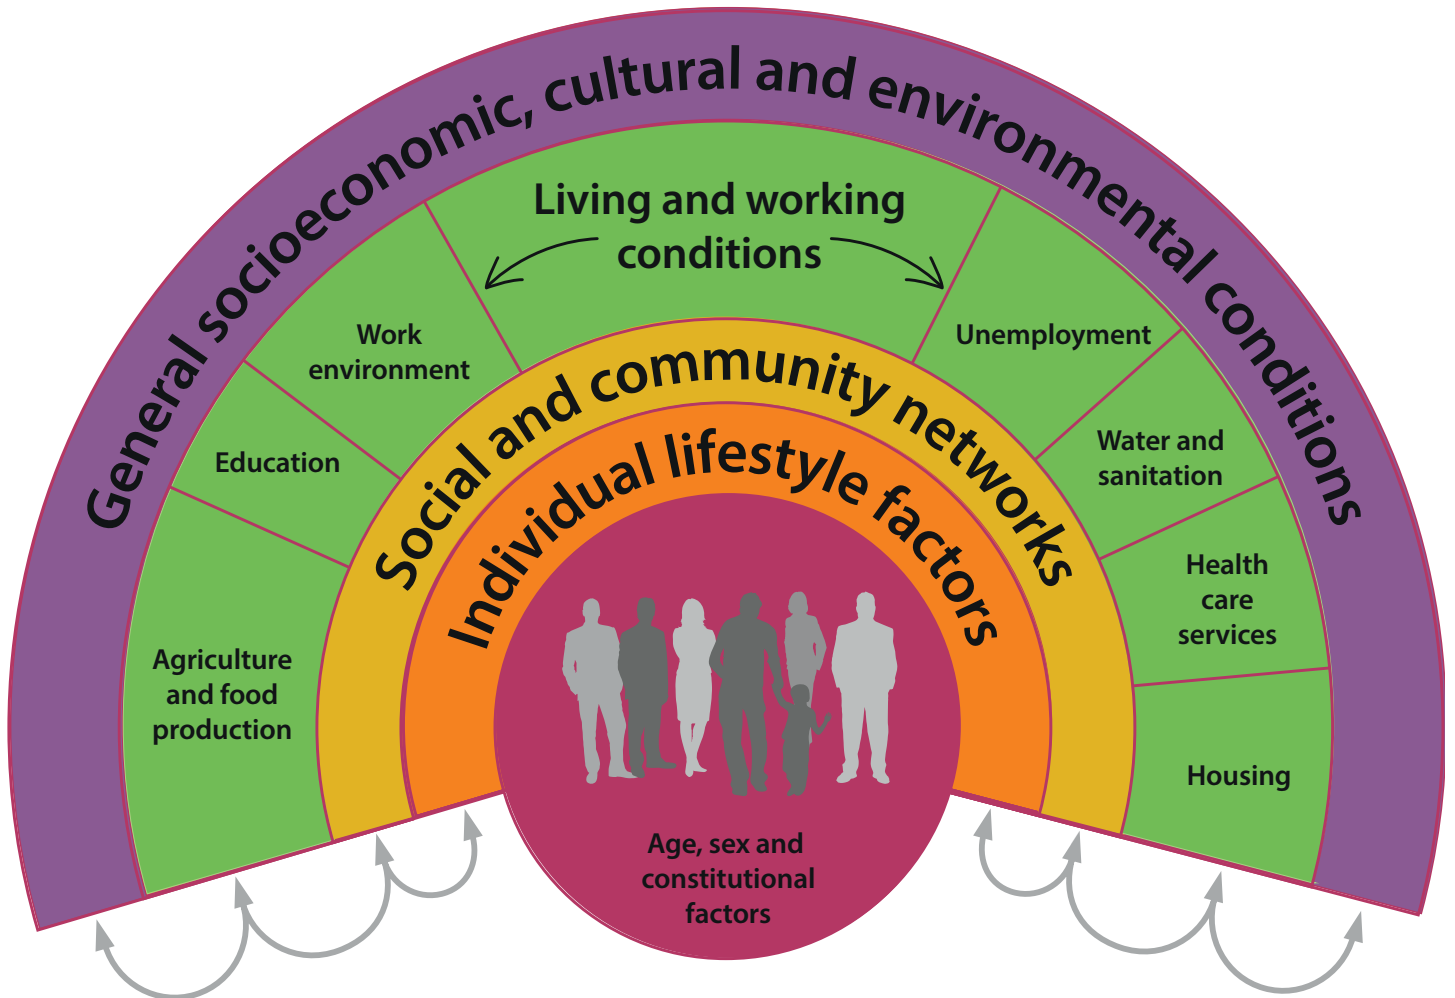 General socioeconomic, cultural and environmental conditions
Living and working
conditions
Work
environment
Unemployment
Education
Water and
sanitation
Agriculture
and food
production
Health
care
services
Housing
Social and community networks
Individual lifestyle factors
Age, sex and
constitutional
factors